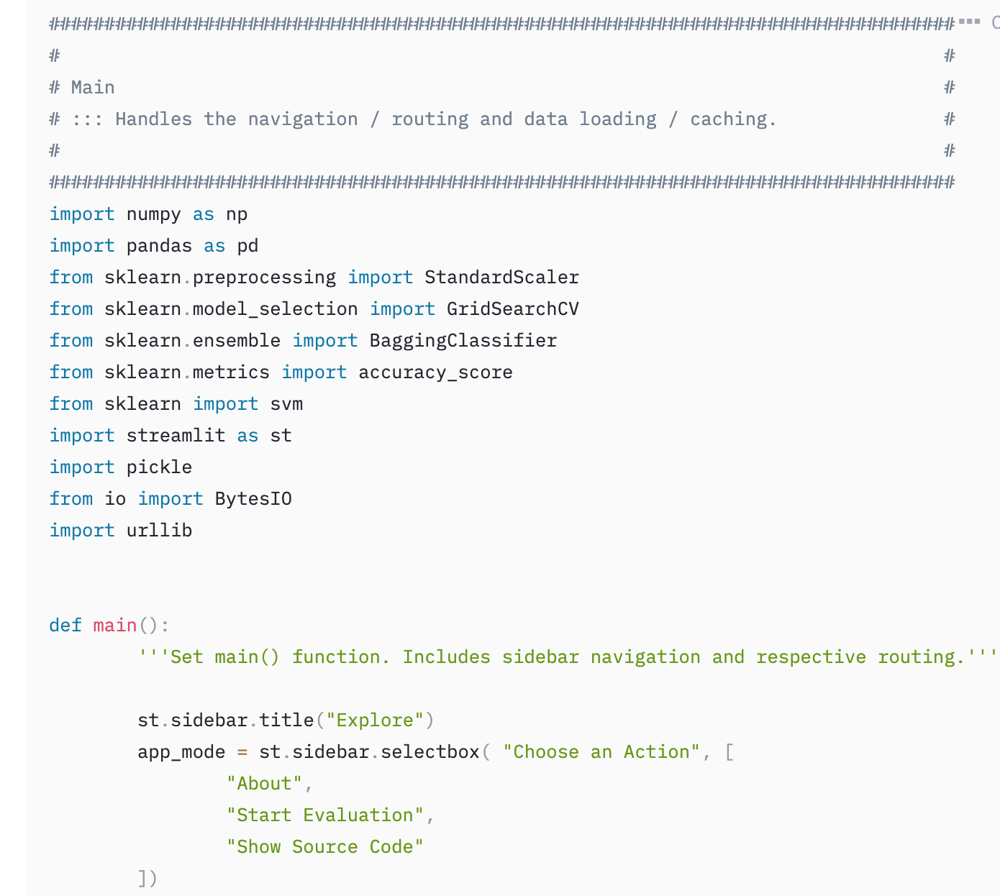 ##################################################################################
#                                                                                #
# Main                                                                           #
# ::: Handles the navigation / routing and data loading / caching.               #
#                                                                                #
##################################################################################
import numpy as np
import pandas as pd
from sklearn.preprocessing import StandardScaler
from sklearn.model_selection import GridSearchCV
from sklearn.ensemble import BaggingClassifier
from sklearn.metrics import accuracy_score
from sklearn import svm
import streamlit as st
import pickle
from io import BytesIO
import urllib


def main():
        '''Set main() function. Includes sidebar navigation and respective routing.'''

        st.sidebar.title("Explore")
        app_mode = st.sidebar.selectbox( "Choose an Action", [
                "About",
                "Start Evaluation",
                "Show Source Code"
        ])